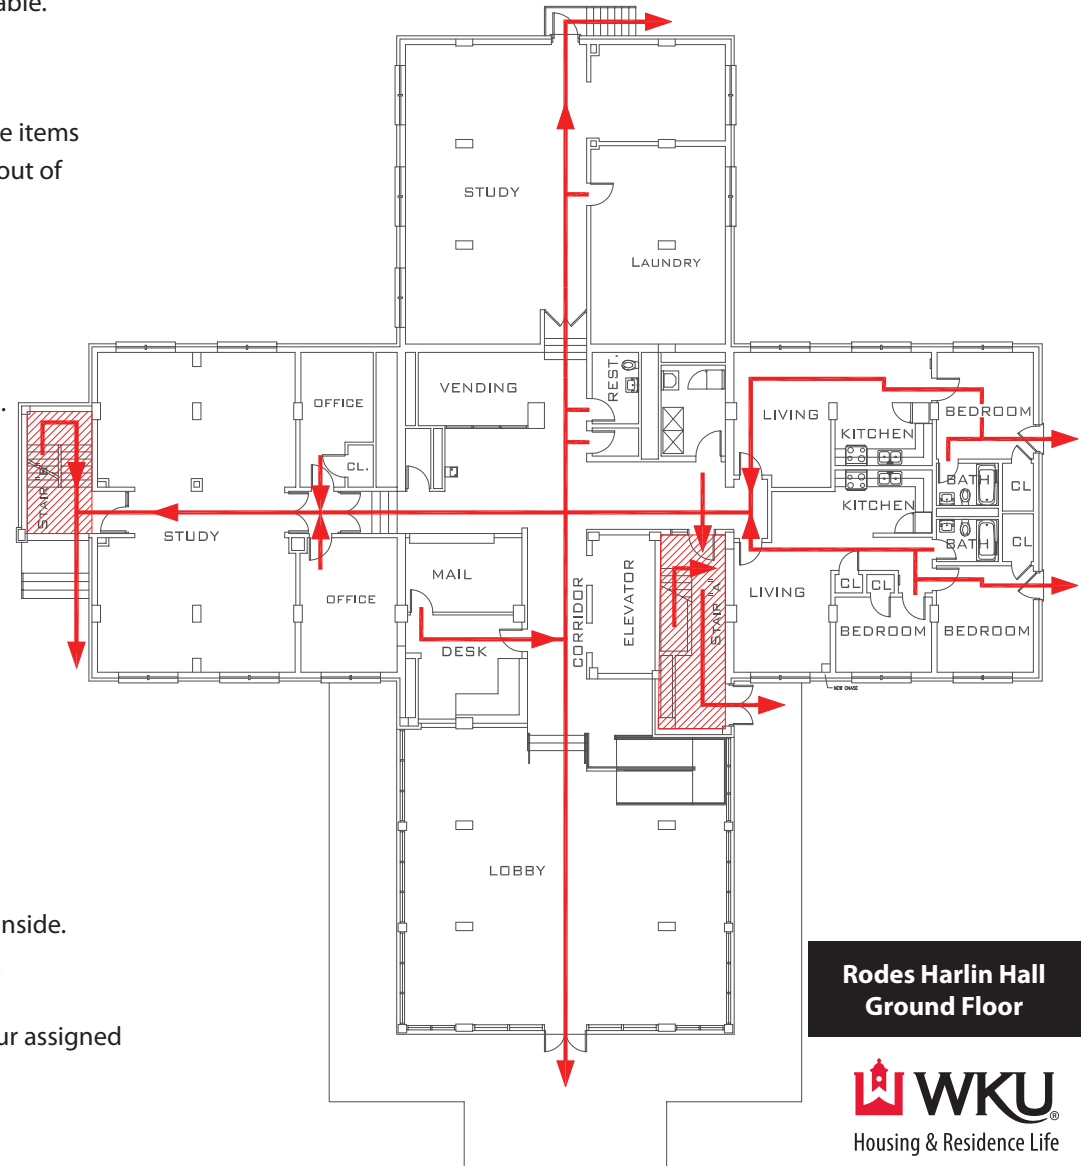 able.
e items
out of
.
nside.
.
ur assigned
STUDY
LAUNDRY
REST.
VENDING
OFFICE
CL.
STAIR "B"
STUDY
OFFICE
MAIL
DESK
CORRIDOR
ELEVATOR
STAIR "A"
LIVING
KITCHEN
BEDROOM
BATH
CL
KITCHEN
BATH
CL
LIVING
CL
CL
BEDROOM
BEDROOM
NEW CHASE
LOBBY
Rodes Harlin Hall
Ground Floor
WKU®
Housing & Residence Life